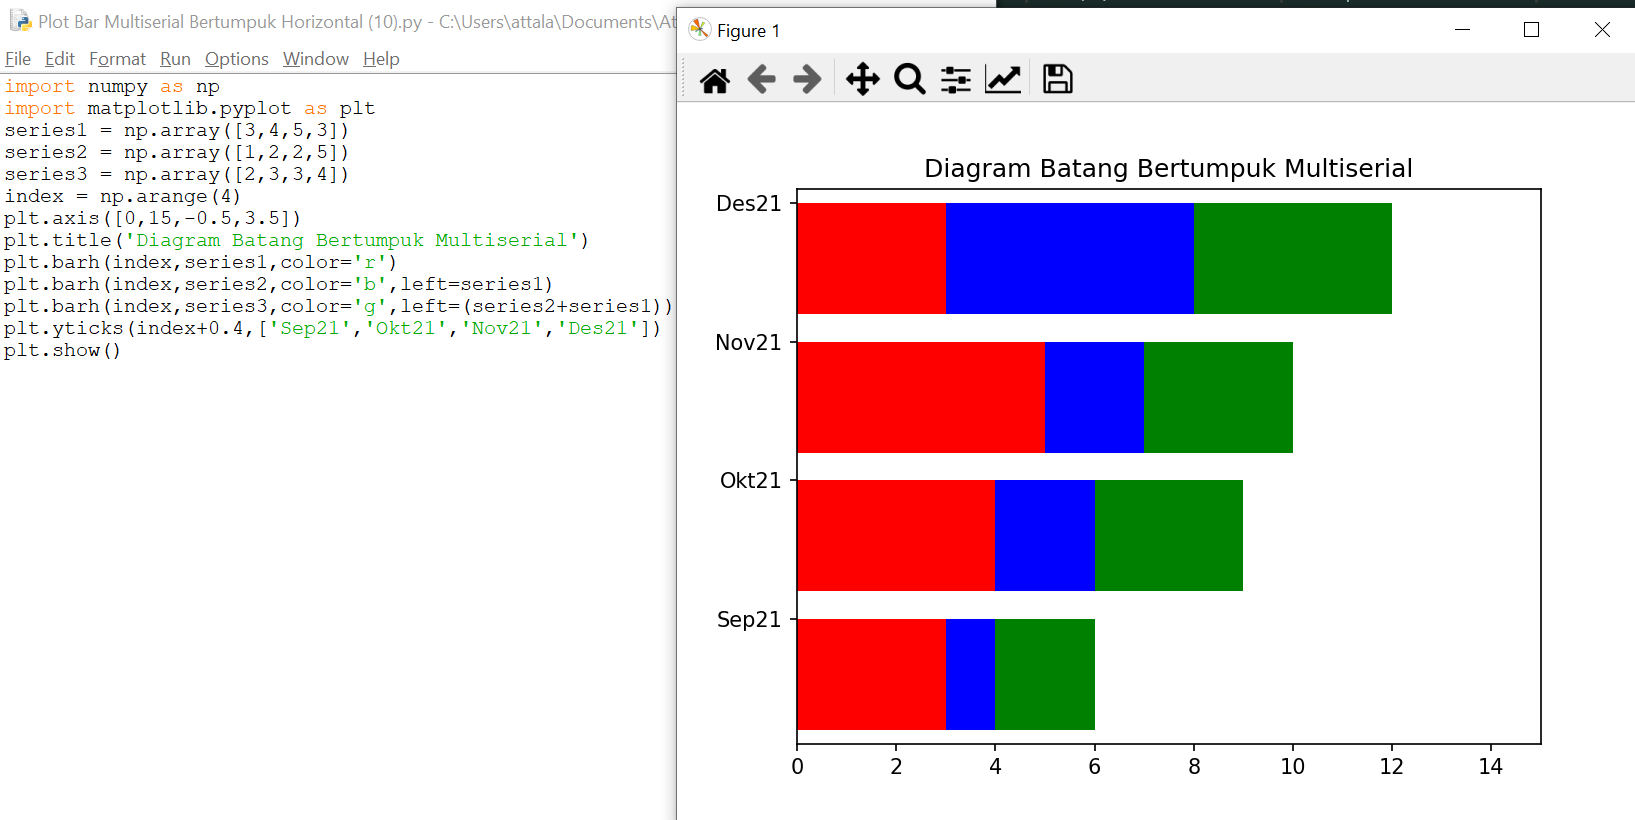 Plot Bar Multiserial Bertumpuk Horizontal (10).py - C:\Users\attala\Documents\At
File Edit Format Run Options Window Help
import numpy as np
import matplotlib.pyplot as plt
series1 = np.array([3,4,5,3])
series2 = np.array([1,2,2,5])
series3 = np.array([2,3,3,4])
index = np.arange(4)
plt.axis([0,15,-0.5,3.5])
plt.title('Diagram Batang Bertumpuk Multiserial')
plt.barh(index,series1,color='r')
plt.barh(index,series2,color='b',left=series1)
plt.barh(index,series3,color='g',left=(series2+series1))
plt.yticks(index+0.4,['Sep21','Okt21','Nov21','Des21'])
plt.show()
Figure 1
Diagram Batang Bertumpuk Multiserial
Des21
Nov21
Okt21
Sep21
0 2 4 6 8 10 12 14